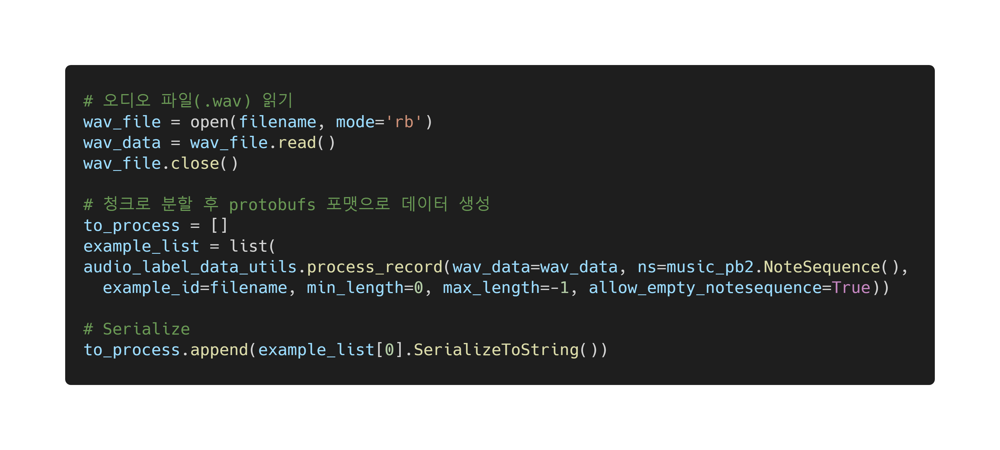 # 오디오 파일(.wav) 읽기
wav_file = open(filename, mode='rb')
wav_data = wav_file.read()
wav_file.close()
# 청크로 분할 후 protobufs 포맷으로 데이터 생성
to_process = []
example_list = list(
audio_label_data_utils.process_record(wav_data=wav_data, ns=music_pb2.NoteSequence(),
  example_id=filename, min_length=0, max_length=-1, allow_empty_notesequence=True))
# Serialize
to_process.append(example_list[0].SerializeToString())